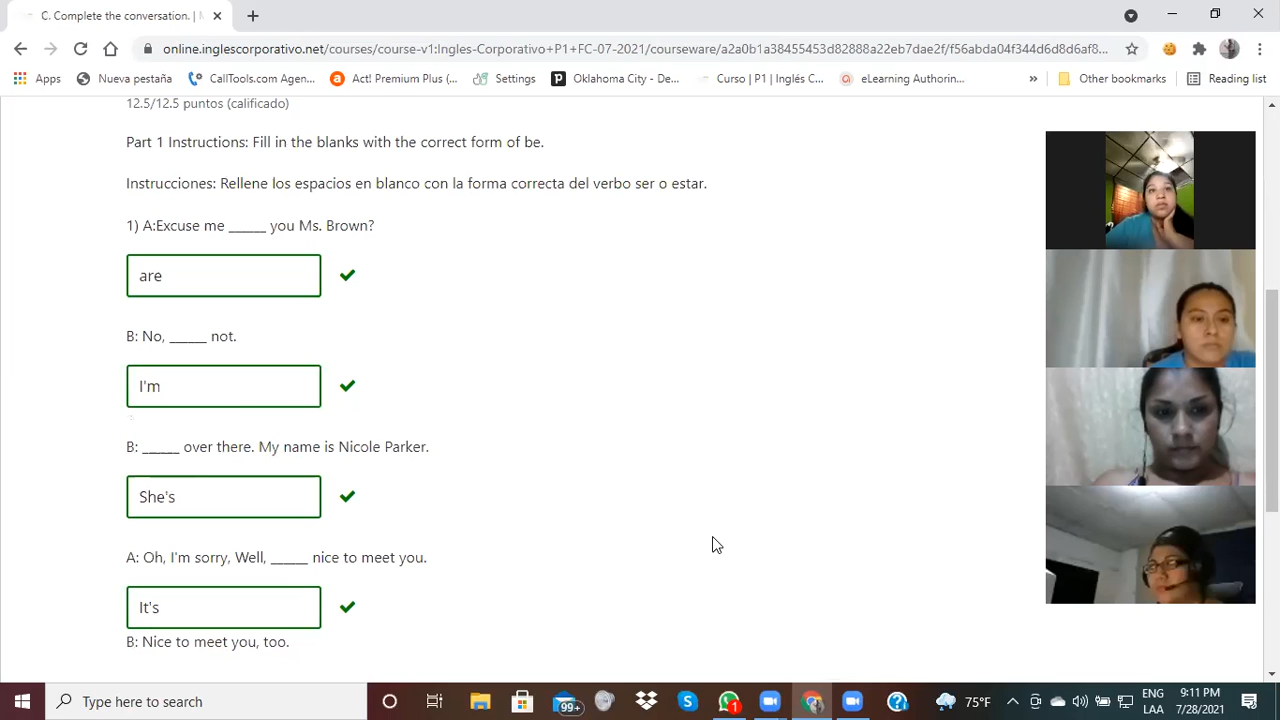 C. Complete the conversation. |
online.inglescorporativo.net/courses/course-v1:Ingles-Corporativo+P1+FC-07-2021/courseware/a2a0b1a38455453d82888a22eb7dae2f/f56abda04f344d6d8d6af8...
Apps Nueva pestaña CallTools.com Agen... Act! Premium Plus (... Settings Oklahoma City - De... Curso | P1 | Inglés C... eLearning Authorin... » Other bookmarks Reading list
12.5/12.5 puntos (calificado)
Part 1 Instructions: Fill in the blanks with the correct form of be.
Instrucciones: Rellene los espacios en blanco con la forma correcta del verbo ser o estar.
1) A:Excuse me ______ you Ms. Brown?
are
B: No, ______ not.
I'm
B: ______ over there. My name is Nicole Parker.
She's
A: Oh, I'm sorry, Well, ______ nice to meet you.
It's
B: Nice to meet you, too.
Type here to search 99+ 1 75°F ENG 9:11 PM
LAA 7/28/2021